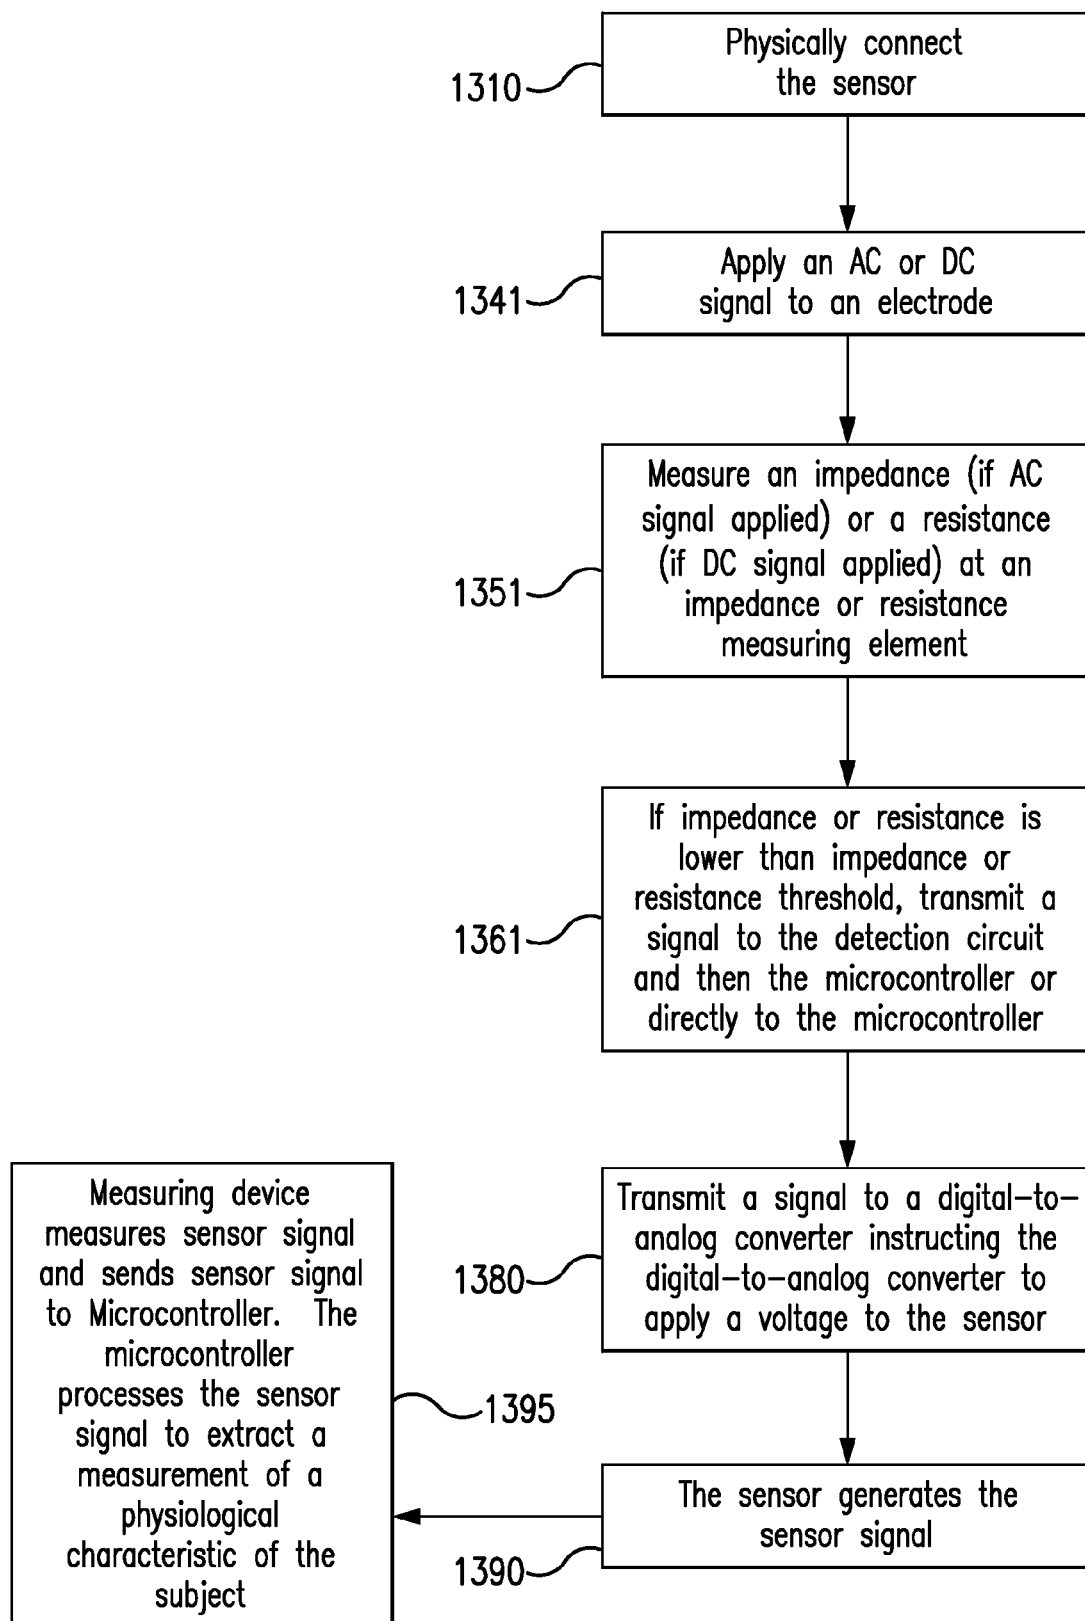 Physically connect
the sensor
1310
Apply an AC or DC
signal to an electrode
1341
Measure an impedance (if AC
signal applied) or a resistance
(if DC signal applied) at an
impedance or resistance
measuring element
1351
If impedance or resistance is
lower than impedance or
resistance threshold, transmit a
signal to the detection circuit
and then the microcontroller or
directly to the microcontroller
1361
Transmit a signal to a digital-to-
analog converter instructing the
digital-to-analog converter to
apply a voltage to the sensor
1380
The sensor generates the
sensor signal
1390
Measuring device
measures sensor signal
and sends sensor signal
to Microcontroller. The
microcontroller
processes the sensor
signal to extract a
measurement of a
physiological
characteristic of the
subject
1395